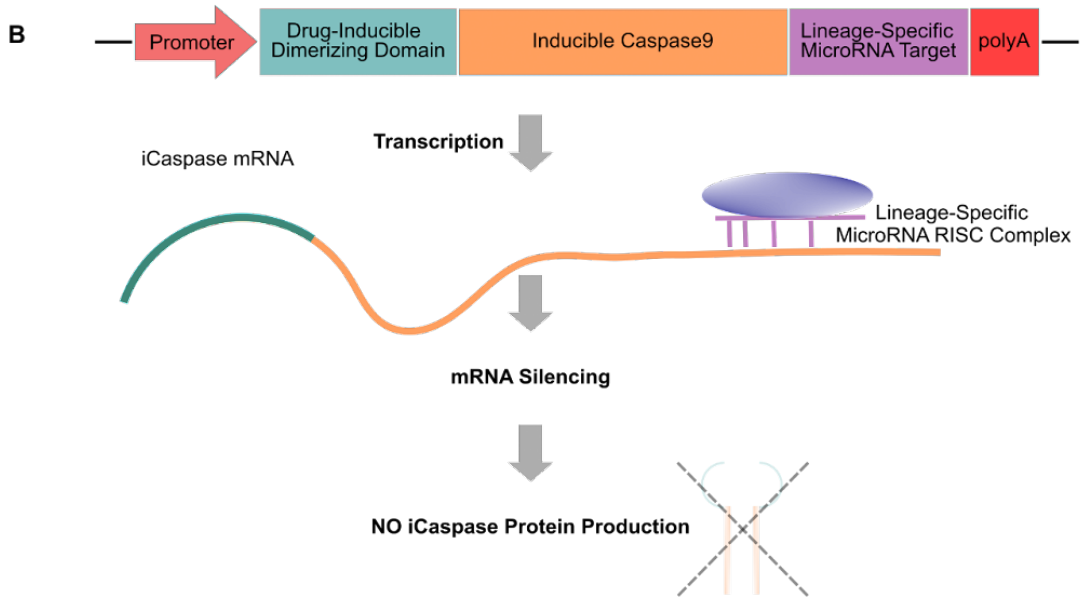 B
Promoter
Drug-Inducible
Dimerizing Domain
Inducible Caspase9
Lineage-Specific
MicroRNA Target
polyA
Transcription
iCaspase mRNA
Lineage-Specific
MicroRNA RISC Complex
mRNA Silencing
NO iCaspase Protein Production